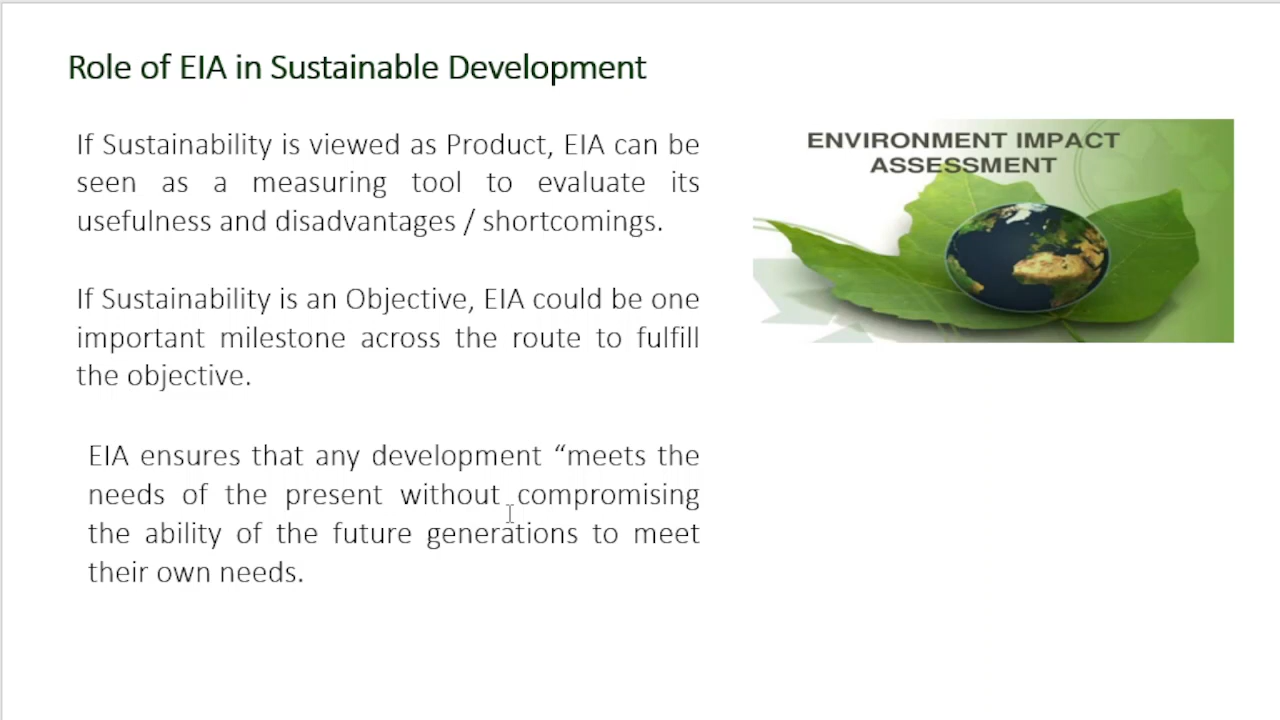 Role of EIA in Sustainable Development
If Sustainability is viewed as Product, EIA can be
seen as a measuring tool to evaluate its
usefulness and disadvantages / shortcomings.
If Sustainability is an Objective, EIA could be one
important milestone across the route to fulfill
the objective.
EIA ensures that any development “meets the
needs of the present without compromising
the ability of the future generations to meet
their own needs.
ENVIRONMENT IMPACT
ASSESSMENT